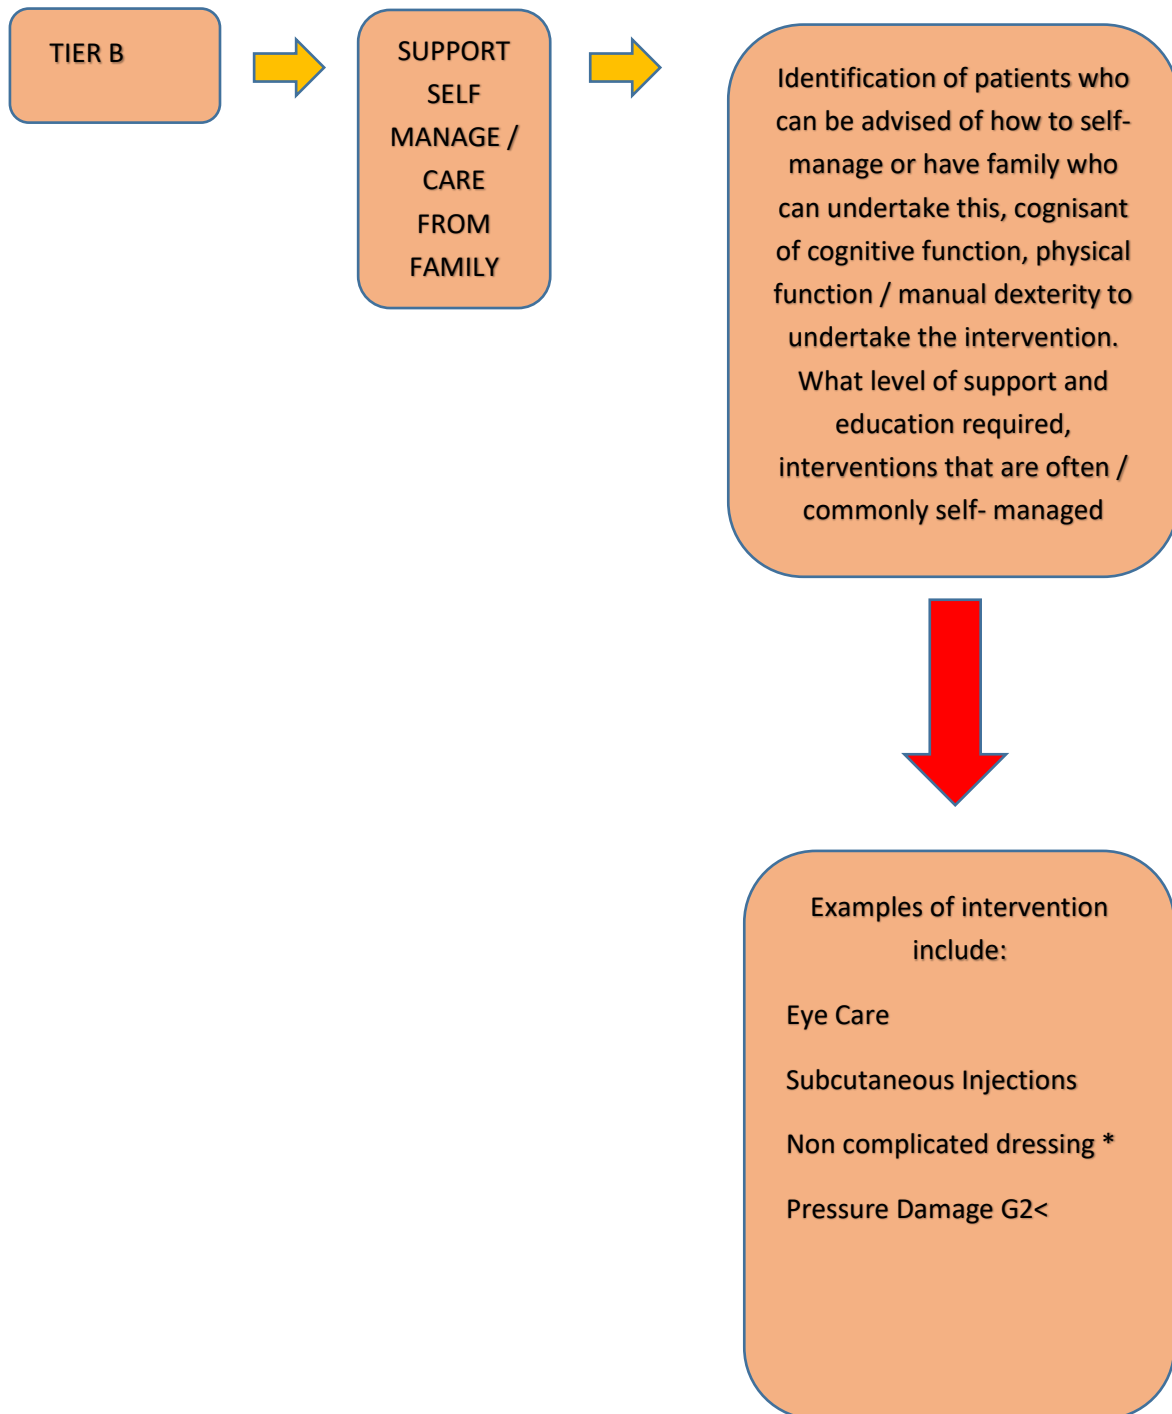 TIER B
SUPPORT
SELF
MANAGE /
CARE
FROM
FAMILY
Identification of patients who
can be advised of how to self-
manage or have family who
can undertake this, cognisant
of cognitive function, physical
function / manual dexterity to
undertake the intervention.
What level of support and
education required,
interventions that are often /
commonly self- managed
Examples of intervention
include:
Eye Care
Subcutaneous Injections
Non complicated dressing *
Pressure Damage G2<